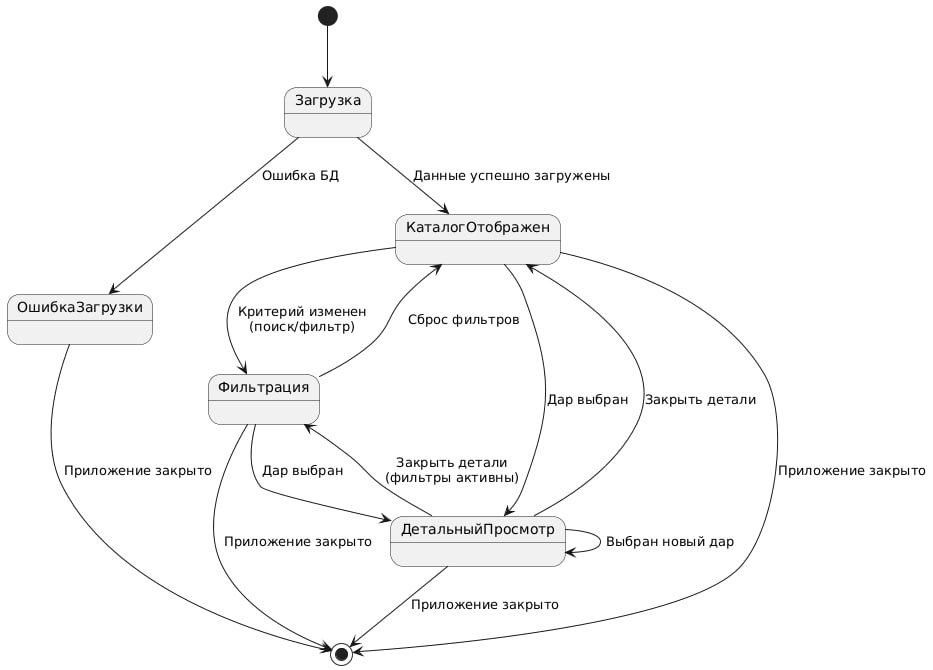 Загрузка
Ошибка БД
Данные успешно загружены
КаталогОтображен
ОшибкаЗагрузки
Критерий изменен
(поиск/фильтр)
Сброс фильтров
Фильтрация
Дар выбран
Закрыть детали
Приложение закрыто
Дар выбран
Закрыть детали
(фильтры активны)
Приложение закрыто
ДетальныйПросмотр
Приложение закрыто
Выбран новый дар
Приложение закрыто